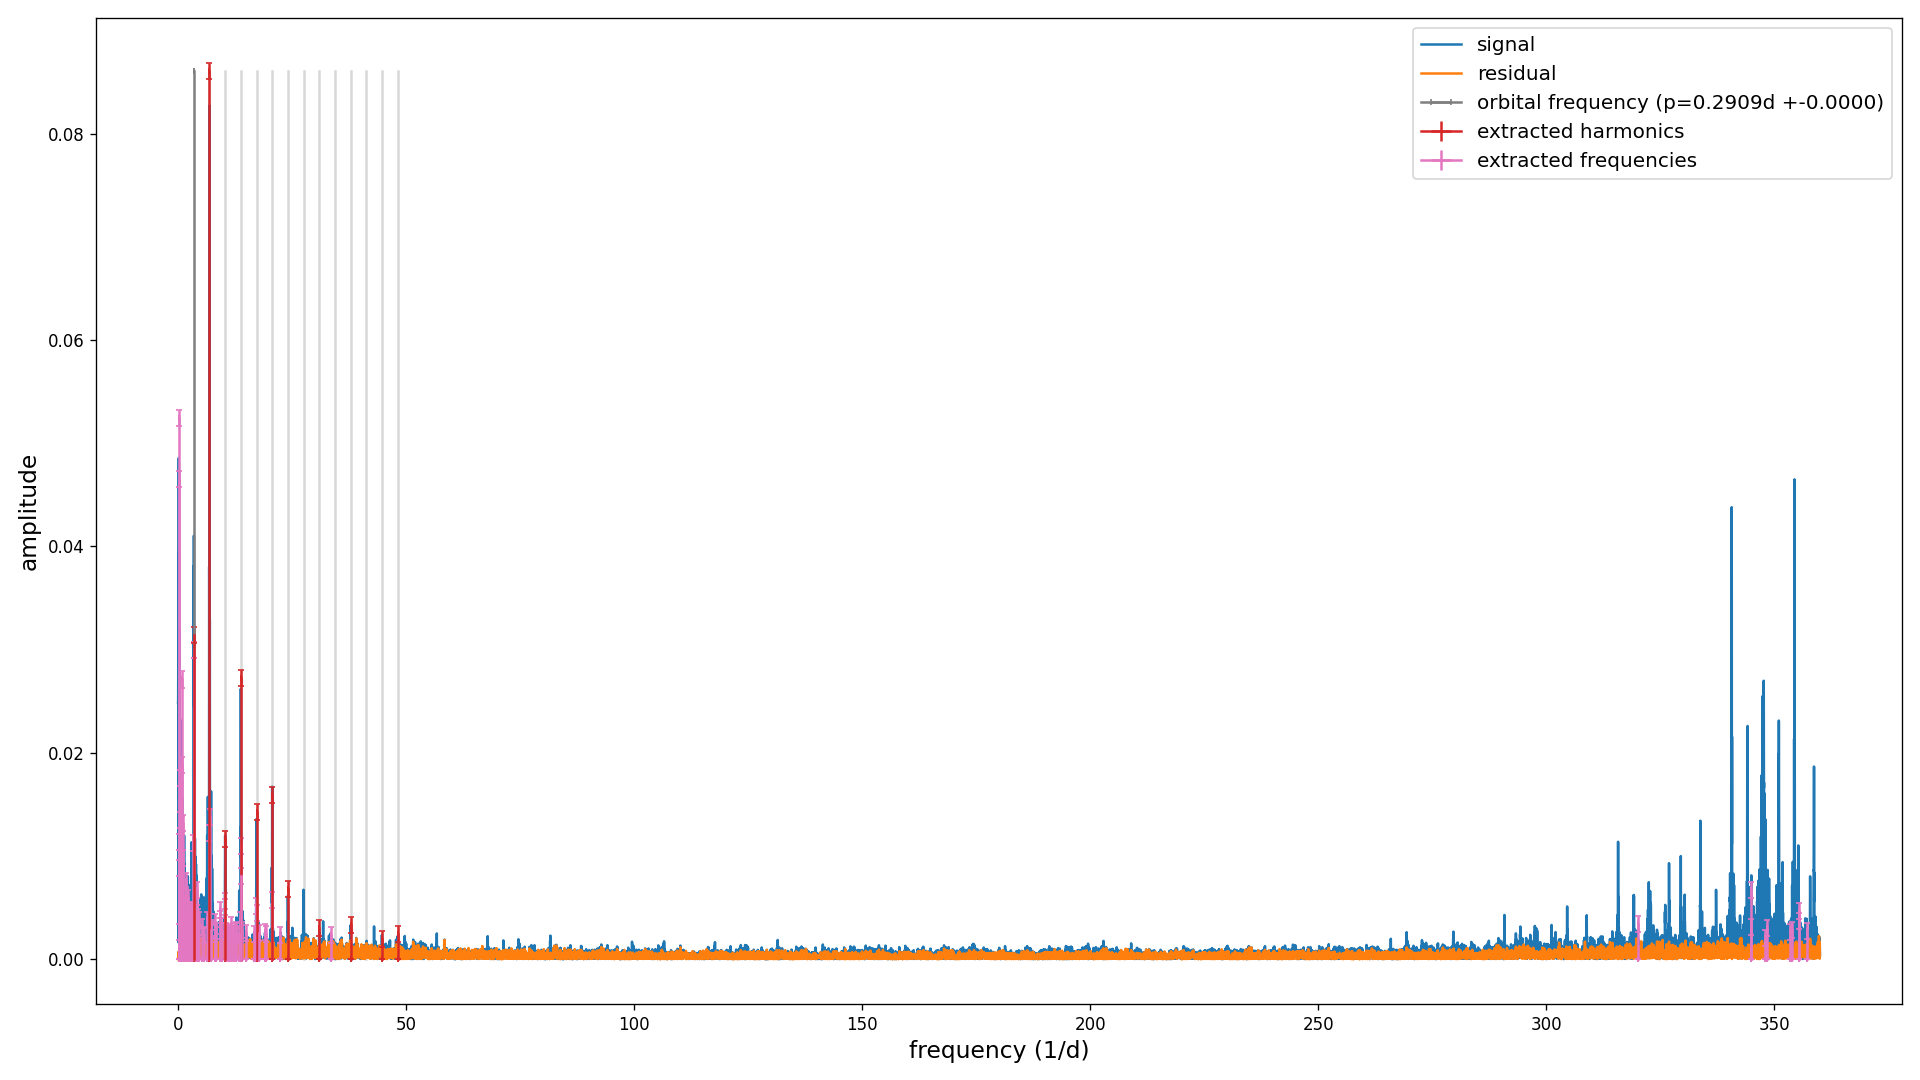 signal
residual
orbital frequency (p=0.2909d +-0.0000)
extracted harmonics
extracted frequencies
0.08
0.06
0.04
0.02
0.00
amplitude
0 50 100 150 200 250 300 350
frequency (1/d)